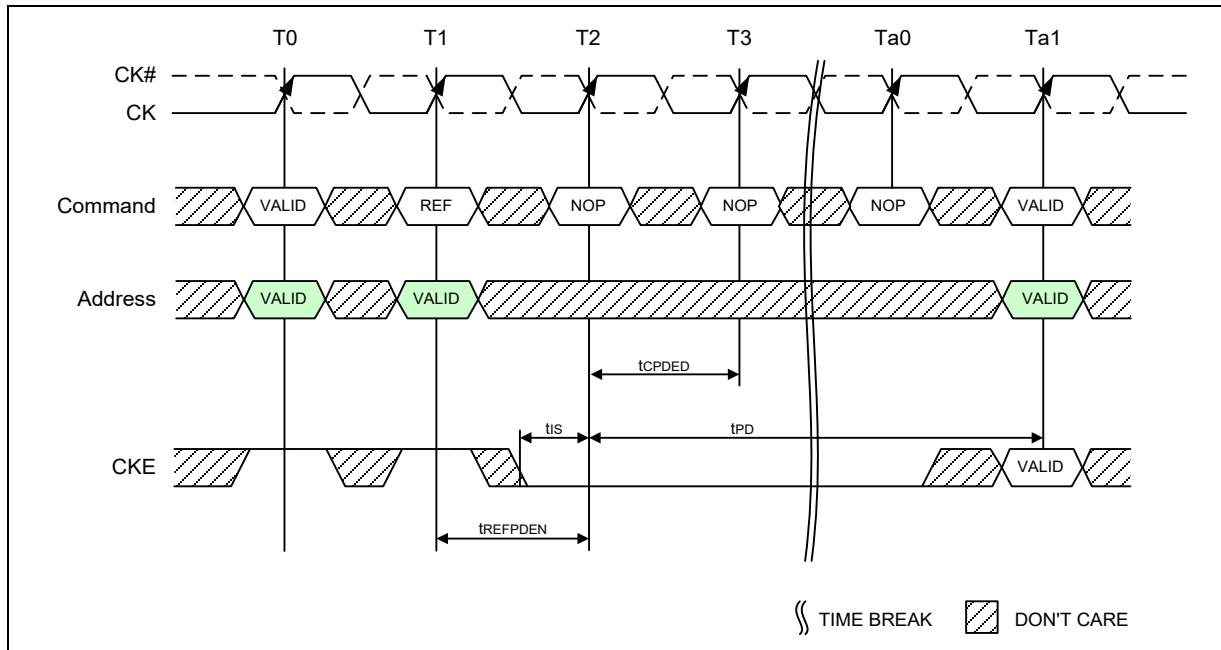 T0 T1 T2 T3 Ta0 Ta1
CK#
CK
Command VALID REF NOP NOP NOP VALID
Address VALID VALID VALID
tCPDED
tIS tPD
CKE VALID
tREFPDEN
TIME BREAK DON'T CARE